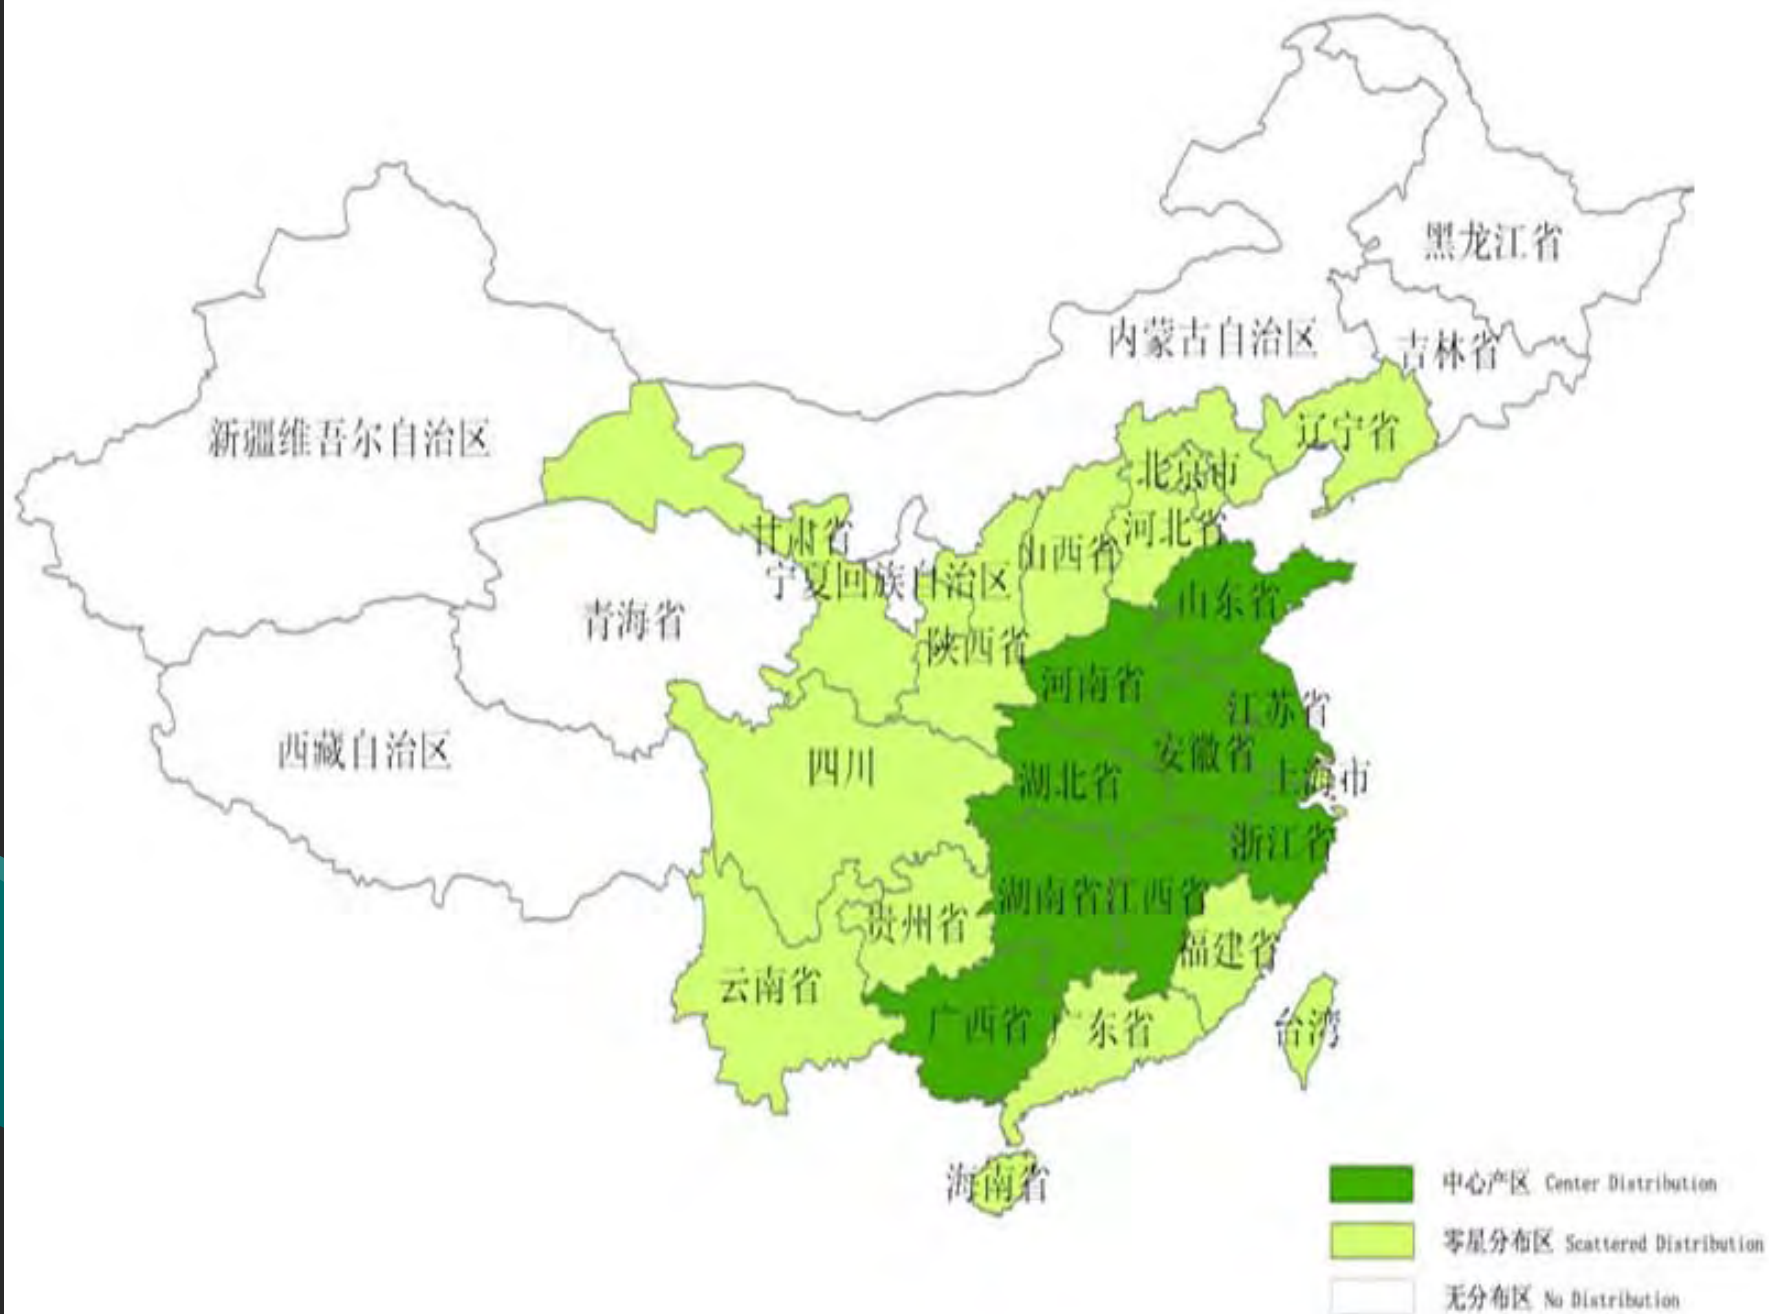 黑龙江省
内蒙古自治区
吉林省
新疆维吾尔自治区
辽宁省
北京市
甘肃省
河北省
山西省
宁夏回族自治区
山东省
青海省
陕西省
河南省
江苏省
西藏自治区
四川
湖北省
安徽省
上海市
浙江省
湖南省
江西省
贵州省
福建省
云南省
广西省
广东省
台湾
海南省
中心产区 Center Distribution
零星分布区 Scattered Distribution
无分布区 No Distribution